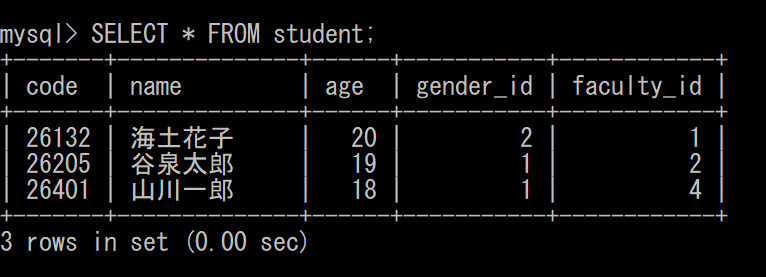 mysql> SELECT * FROM student;
+-------+--------------+------+-----------+------------+
| code  | name         | age  | gender_id | faculty_id |
+-------+--------------+------+-----------+------------+
| 26132 | 海土花子     |   20 |         2 |          1 |
| 26205 | 谷泉太郎     |   19 |         1 |          2 |
| 26401 | 山川一郎     |   18 |         1 |          4 |
+-------+--------------+------+-----------+------------+
3 rows in set (0.00 sec)